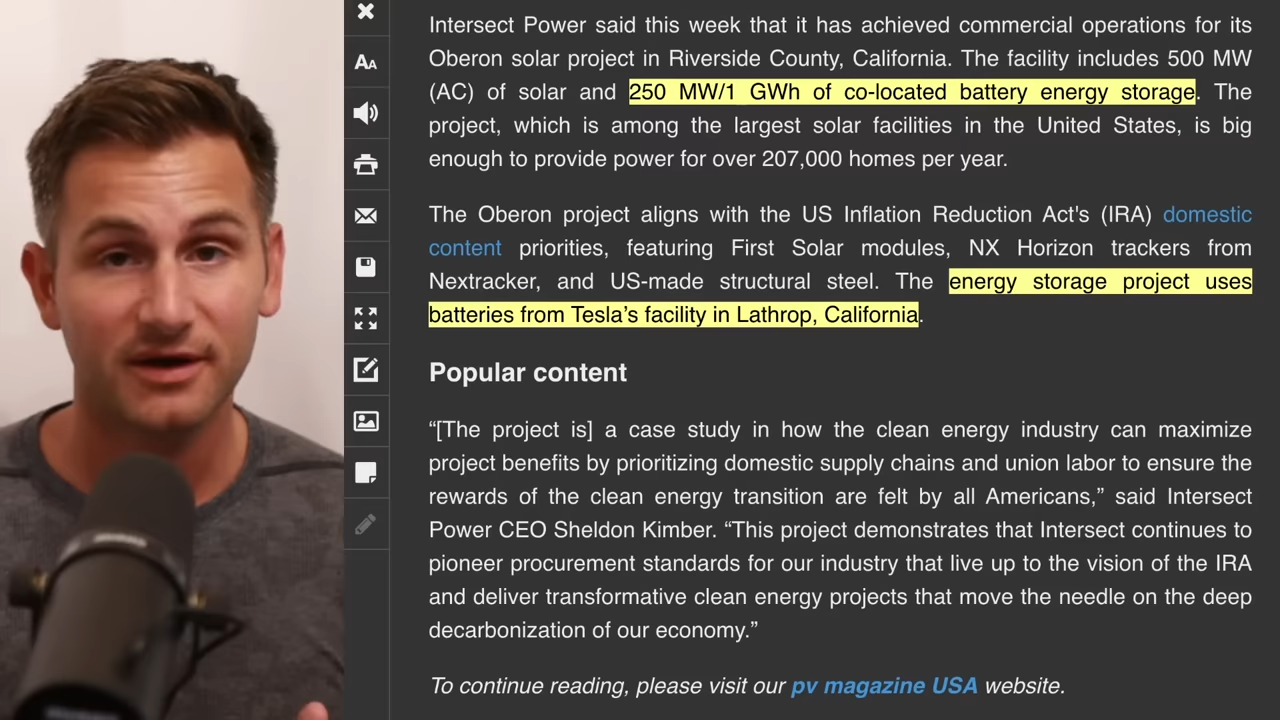 AA
Intersect Power said this week that it has achieved commercial operations for its
Oberon solar project in Riverside County, California. The facility includes 500 MW
(AC) of solar and 250 MW/1 GWh of co-located battery energy storage. The
project, which is among the largest solar facilities in the United States, is big
enough to provide power for over 207,000 homes per year.
The Oberon project aligns with the US Inflation Reduction Act's (IRA) domestic
content priorities, featuring First Solar modules, NX Horizon trackers from
Nextracker, and US-made structural steel. The energy storage project uses
batteries from Tesla’s facility in Lathrop, California.
Popular content
“[The project is] a case study in how the clean energy industry can maximize
project benefits by prioritizing domestic supply chains and union labor to ensure the
rewards of the clean energy transition are felt by all Americans,” said Intersect
Power CEO Sheldon Kimber. “This project demonstrates that Intersect continues to
pioneer procurement standards for our industry that live up to the vision of the IRA
and deliver transformative clean energy projects that move the needle on the deep
decarbonization of our economy.”
To continue reading, please visit our pv magazine USA website.